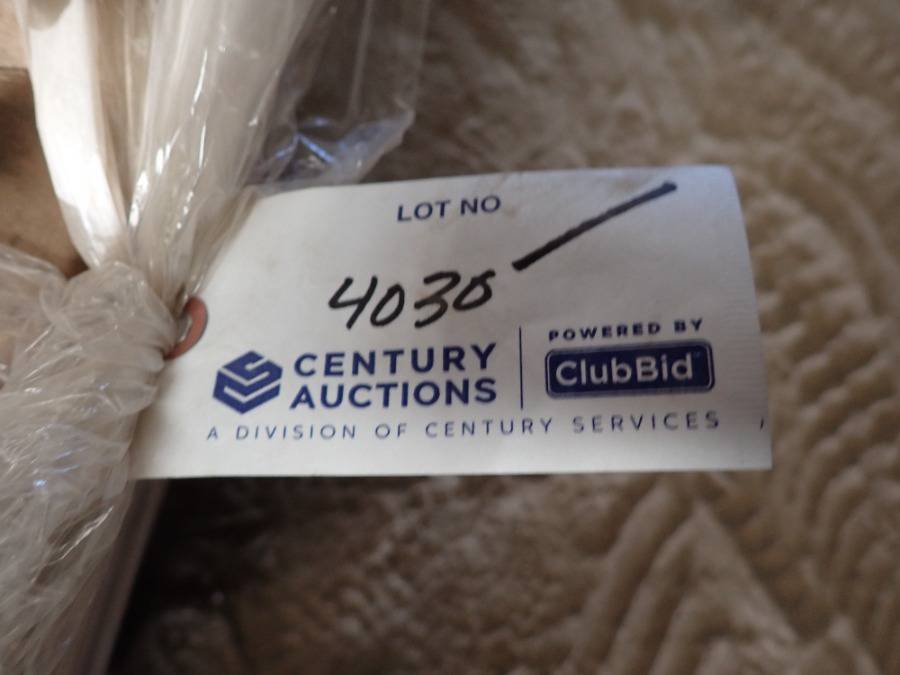 LOT NO
4030
CENTURY
AUCTIONS
POWERED BY
ClubBid
A DIVISION OF CENTURY SERVICES